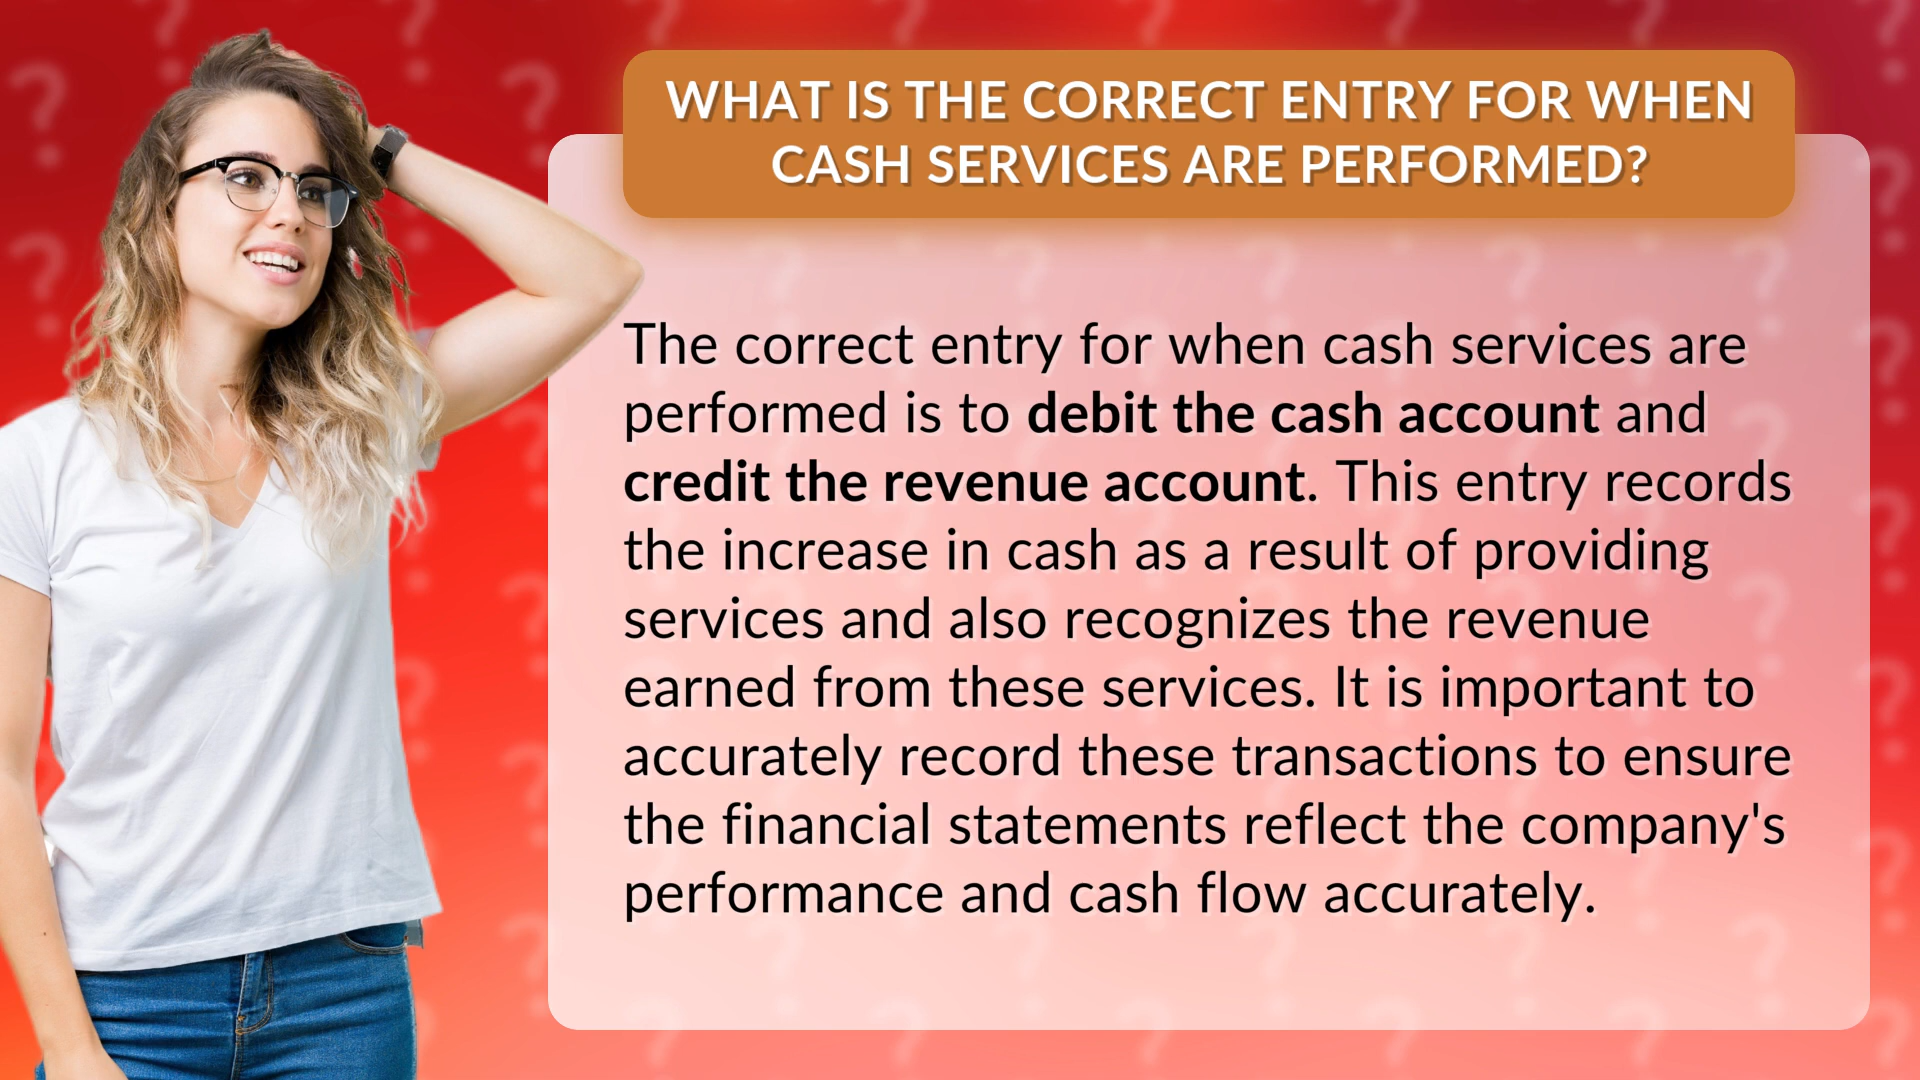 WHAT IS THE CORRECT ENTRY FOR WHEN
CASH SERVICES ARE PERFORMED?
The correct entry for when cash services are
performed is to debit the cash account and
credit the revenue account. This entry records
the increase in cash as a result of providing
services and also recognizes the revenue
earned from these services. It is important to
accurately record these transactions to ensure
the financial statements reflect the company's
performance and cash flow accurately.